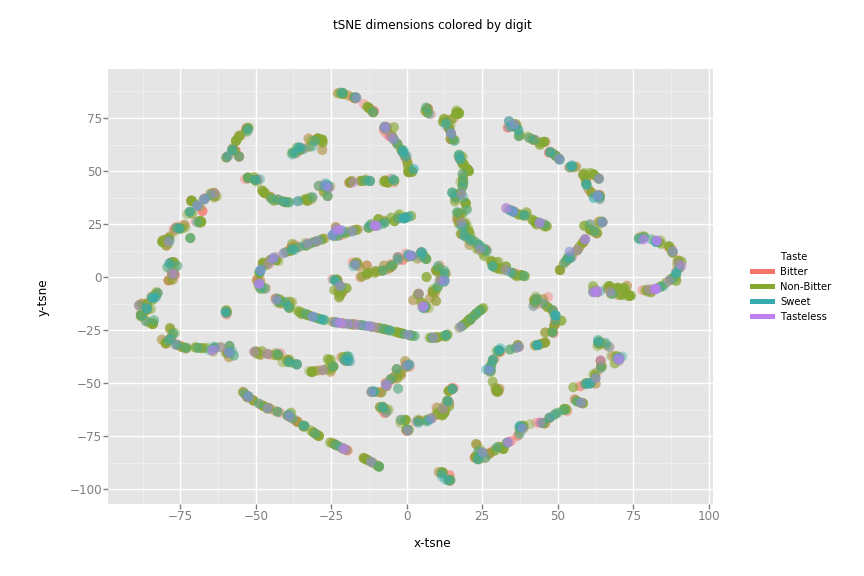 tSNE dimensions colored by digit
y-tsne
75
50
25
0
−25
−50
−75
−100
−75
−50
−25
0
25
50
75
100
x-tsne
Taste
Bitter
Non-Bitter
Sweet
Tasteless